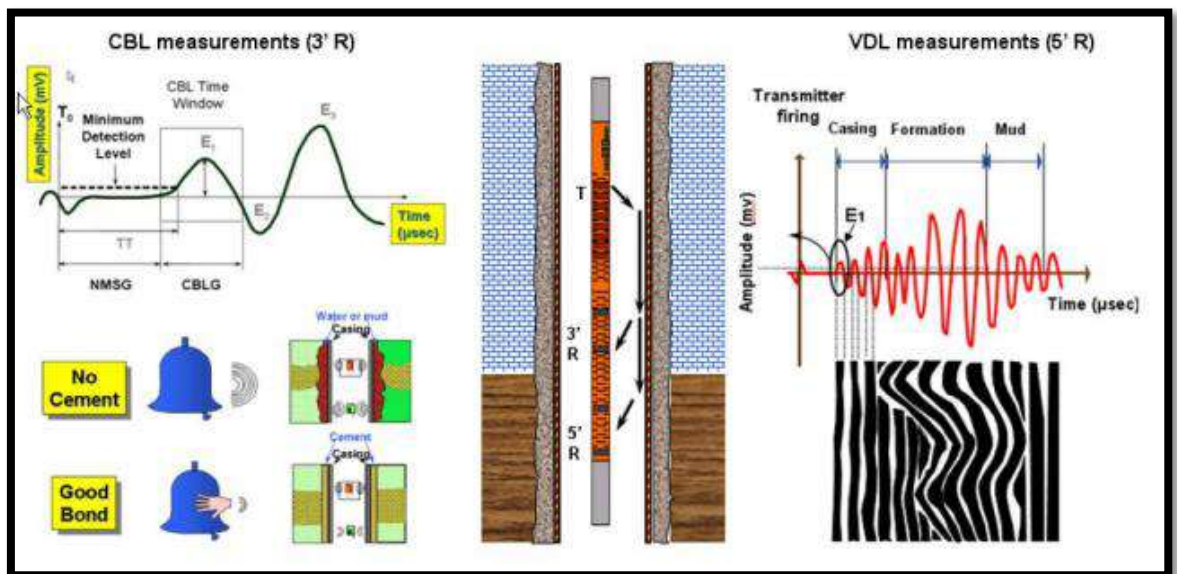 CBL measurements (3' R)
Amplitude (mV)
T0
Minimum
Detection
Level
CBL Time
Window
E1
E2
E3
Time
(µsec)
TT
NMSG
CBLG
No
Cement
Water or mud
Casing
Good
Bond
Cement
Casing
T
3'
R
5'
R
VDL measurements (5' R)
Transmitter
firing
Casing
Formation
Mud
Amplitude (mv)
E1
Time (µsec)